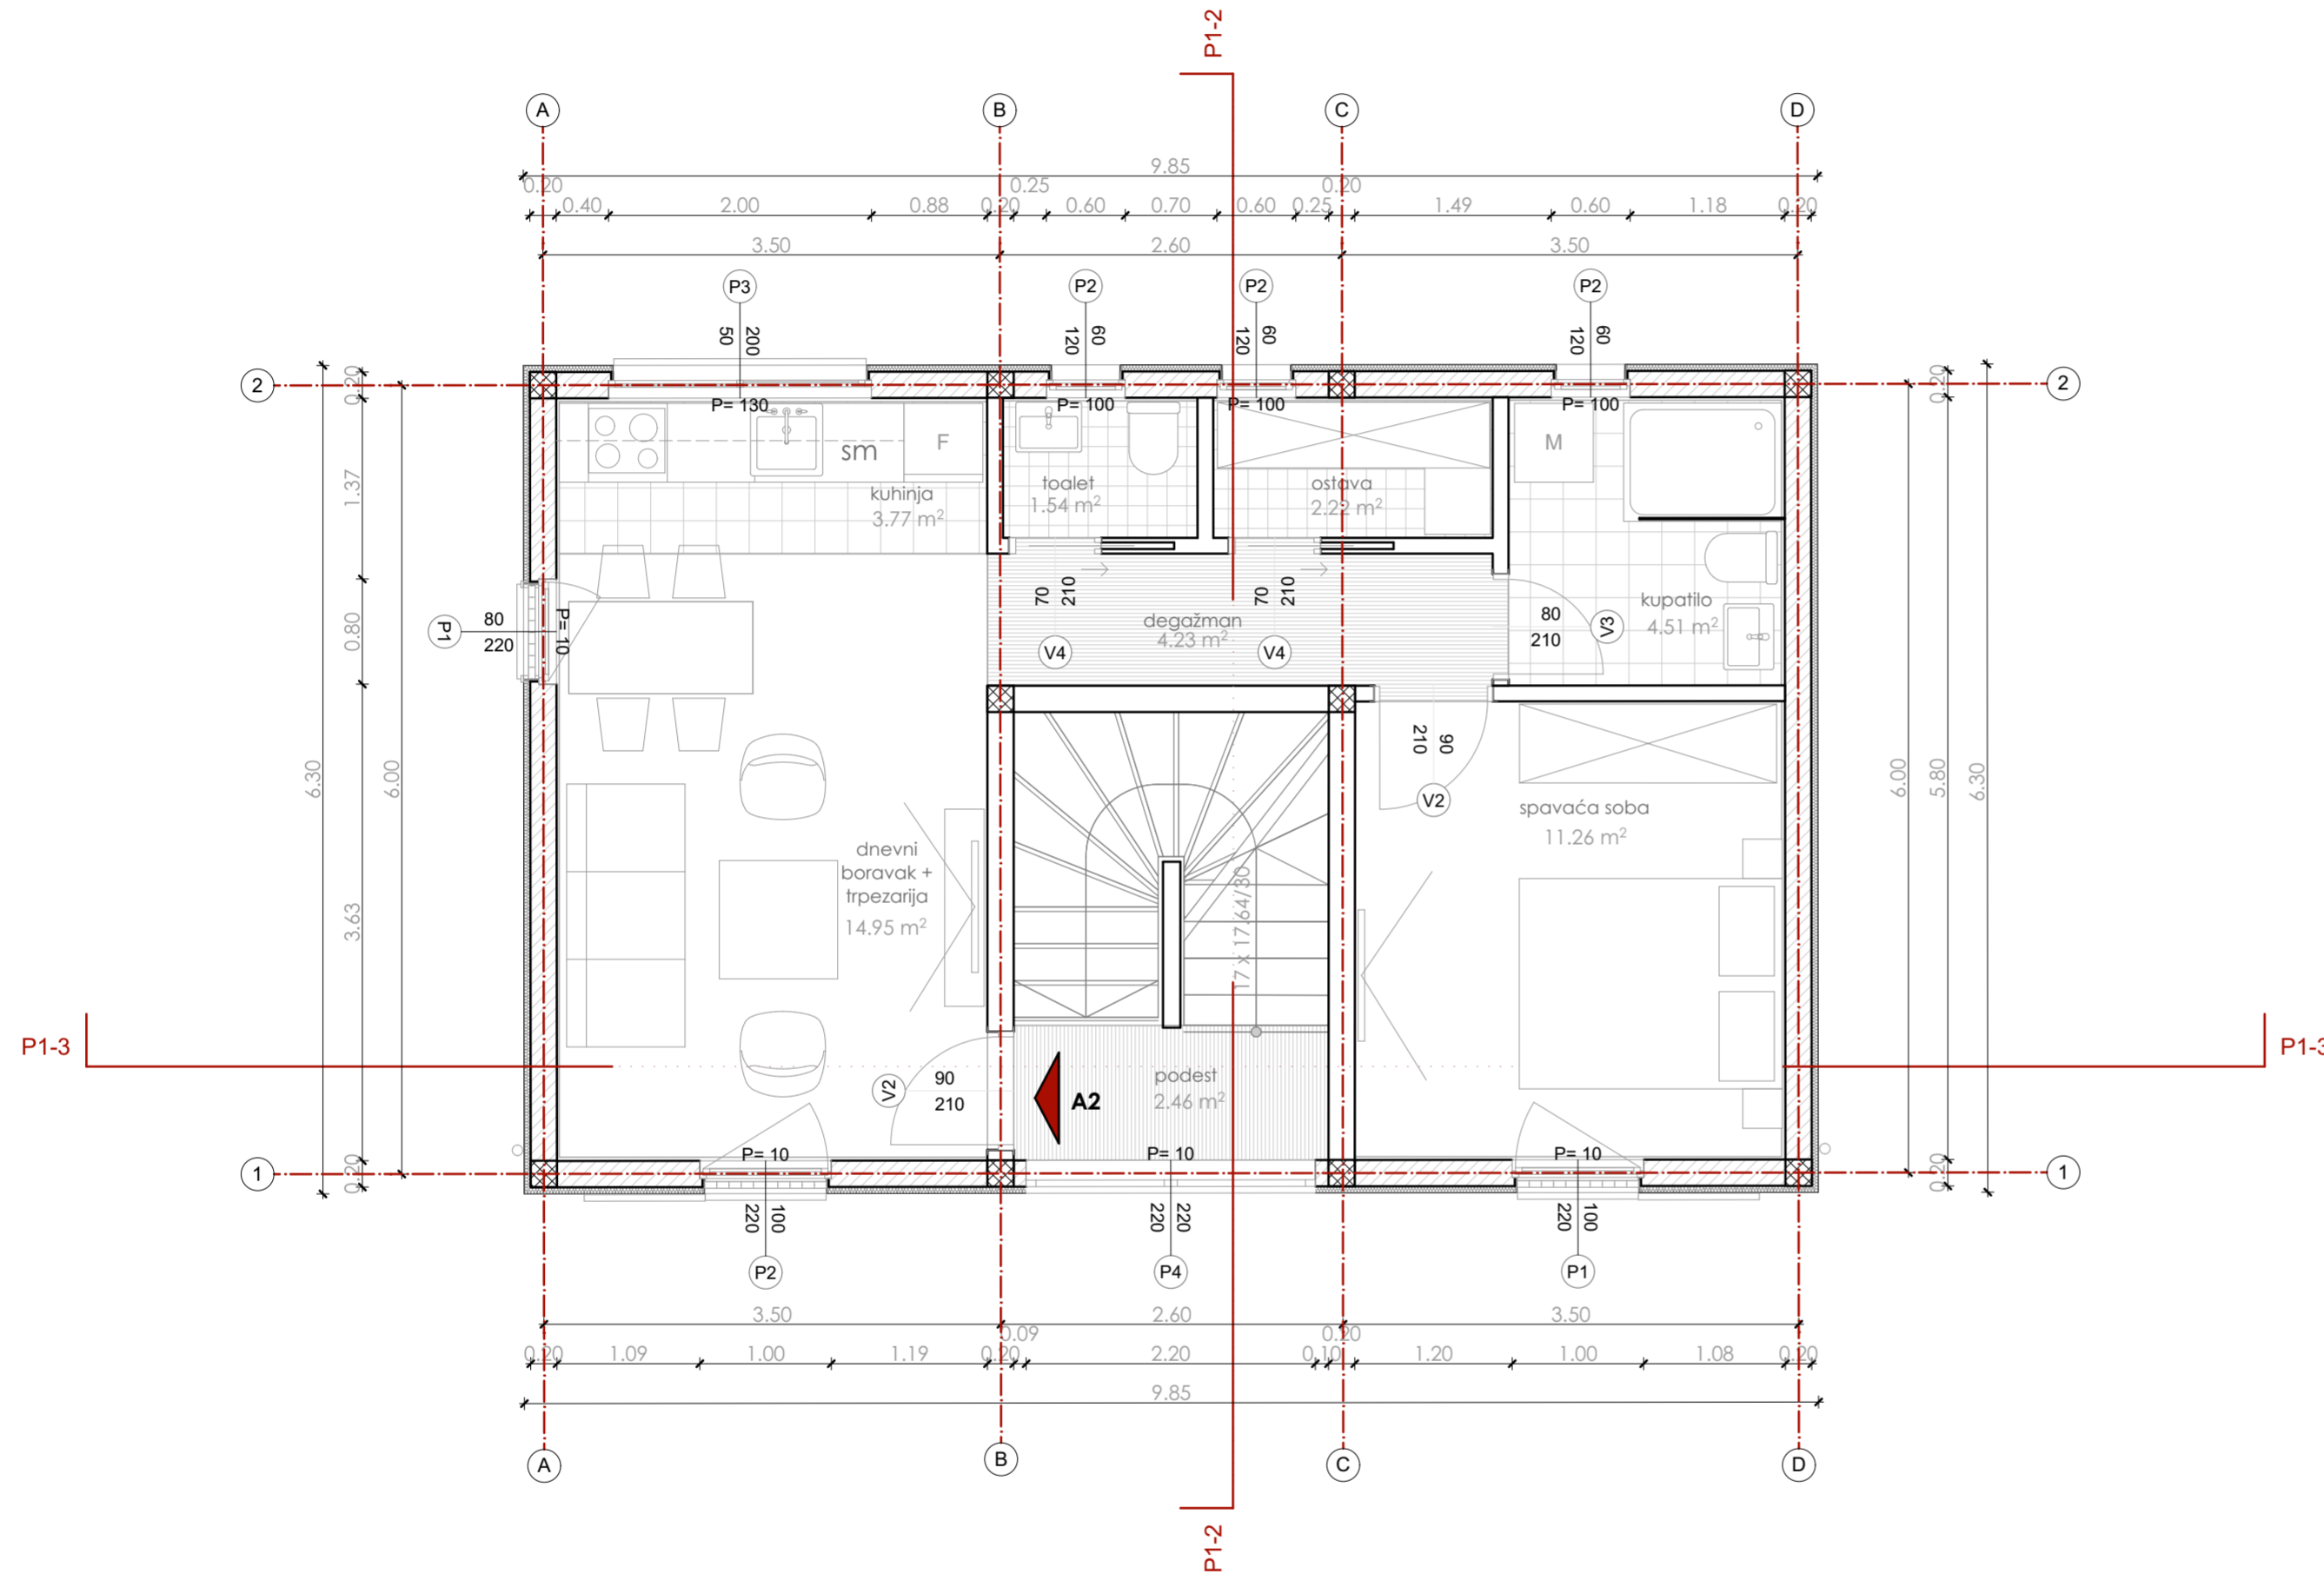 P1-2
A B C D
9.85
0.20 0.25 0.20
0.40 2.00 0.88 0.20 0.60 0.70 0.60 0.25 1.49 0.60 1.18 0.20
3.50 2.60 3.50
P3 P2 P2 P2
50 200 120 60 120 60 120 60
2 2
P= 130 P= 100 P= 100 P= 100
0.20 0.20
sm F M
kuhinja
3.77 m²
toalet
1.54 m²
ostava
2.22 m²
1.37
70 210 70 210
degažman
4.23 m²
V4 V4
80
210
V3
kupatilo
4.51 m²
P1
80
220
P= 10
0.80
6.30 6.00 6.00 5.80 6.30
210 90
V2
spavaća soba
11.26 m²
dnevni
boravak +
trpezarija
14.95 m²
3.63
17 x 17.64/30
P1-3 P1-3
V2
90
210
A2
podest
2.46 m²
P= 10 P= 10 P= 10
1 1
0.20 0.20
220 100 220 220 220 100
P2 P4 P1
3.50 2.60 3.50
0.09 0.20
0.20 1.09 1.00 1.19 0.20 2.20 0.10 1.20 1.00 1.08 0.20
9.85
A B C D
P1-2